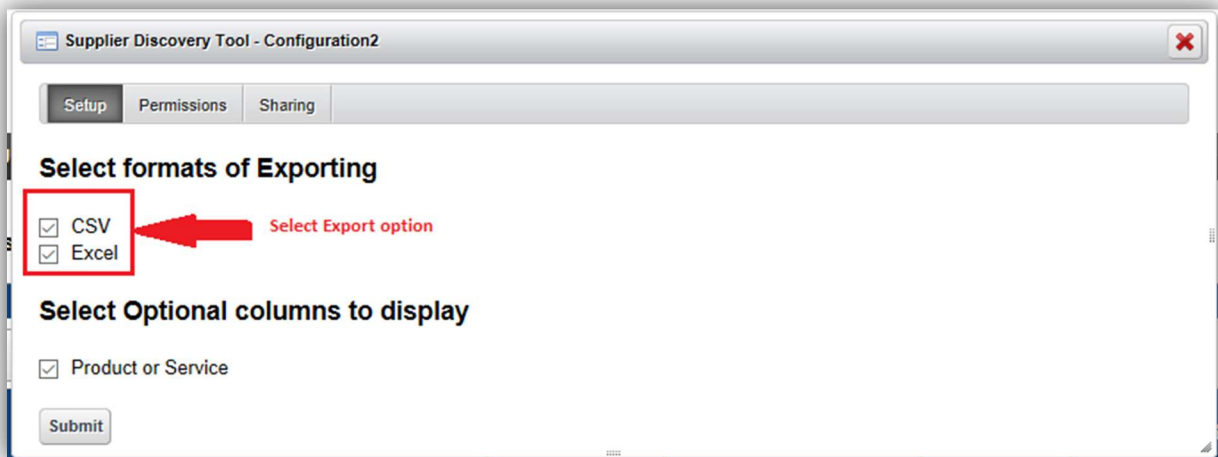 Supplier Discovery Tool - Configuration2
Setup Permissions Sharing
Select formats of Exporting
CSV
Select Export option
Excel
Select Optional columns to display
Product or Service
Submit